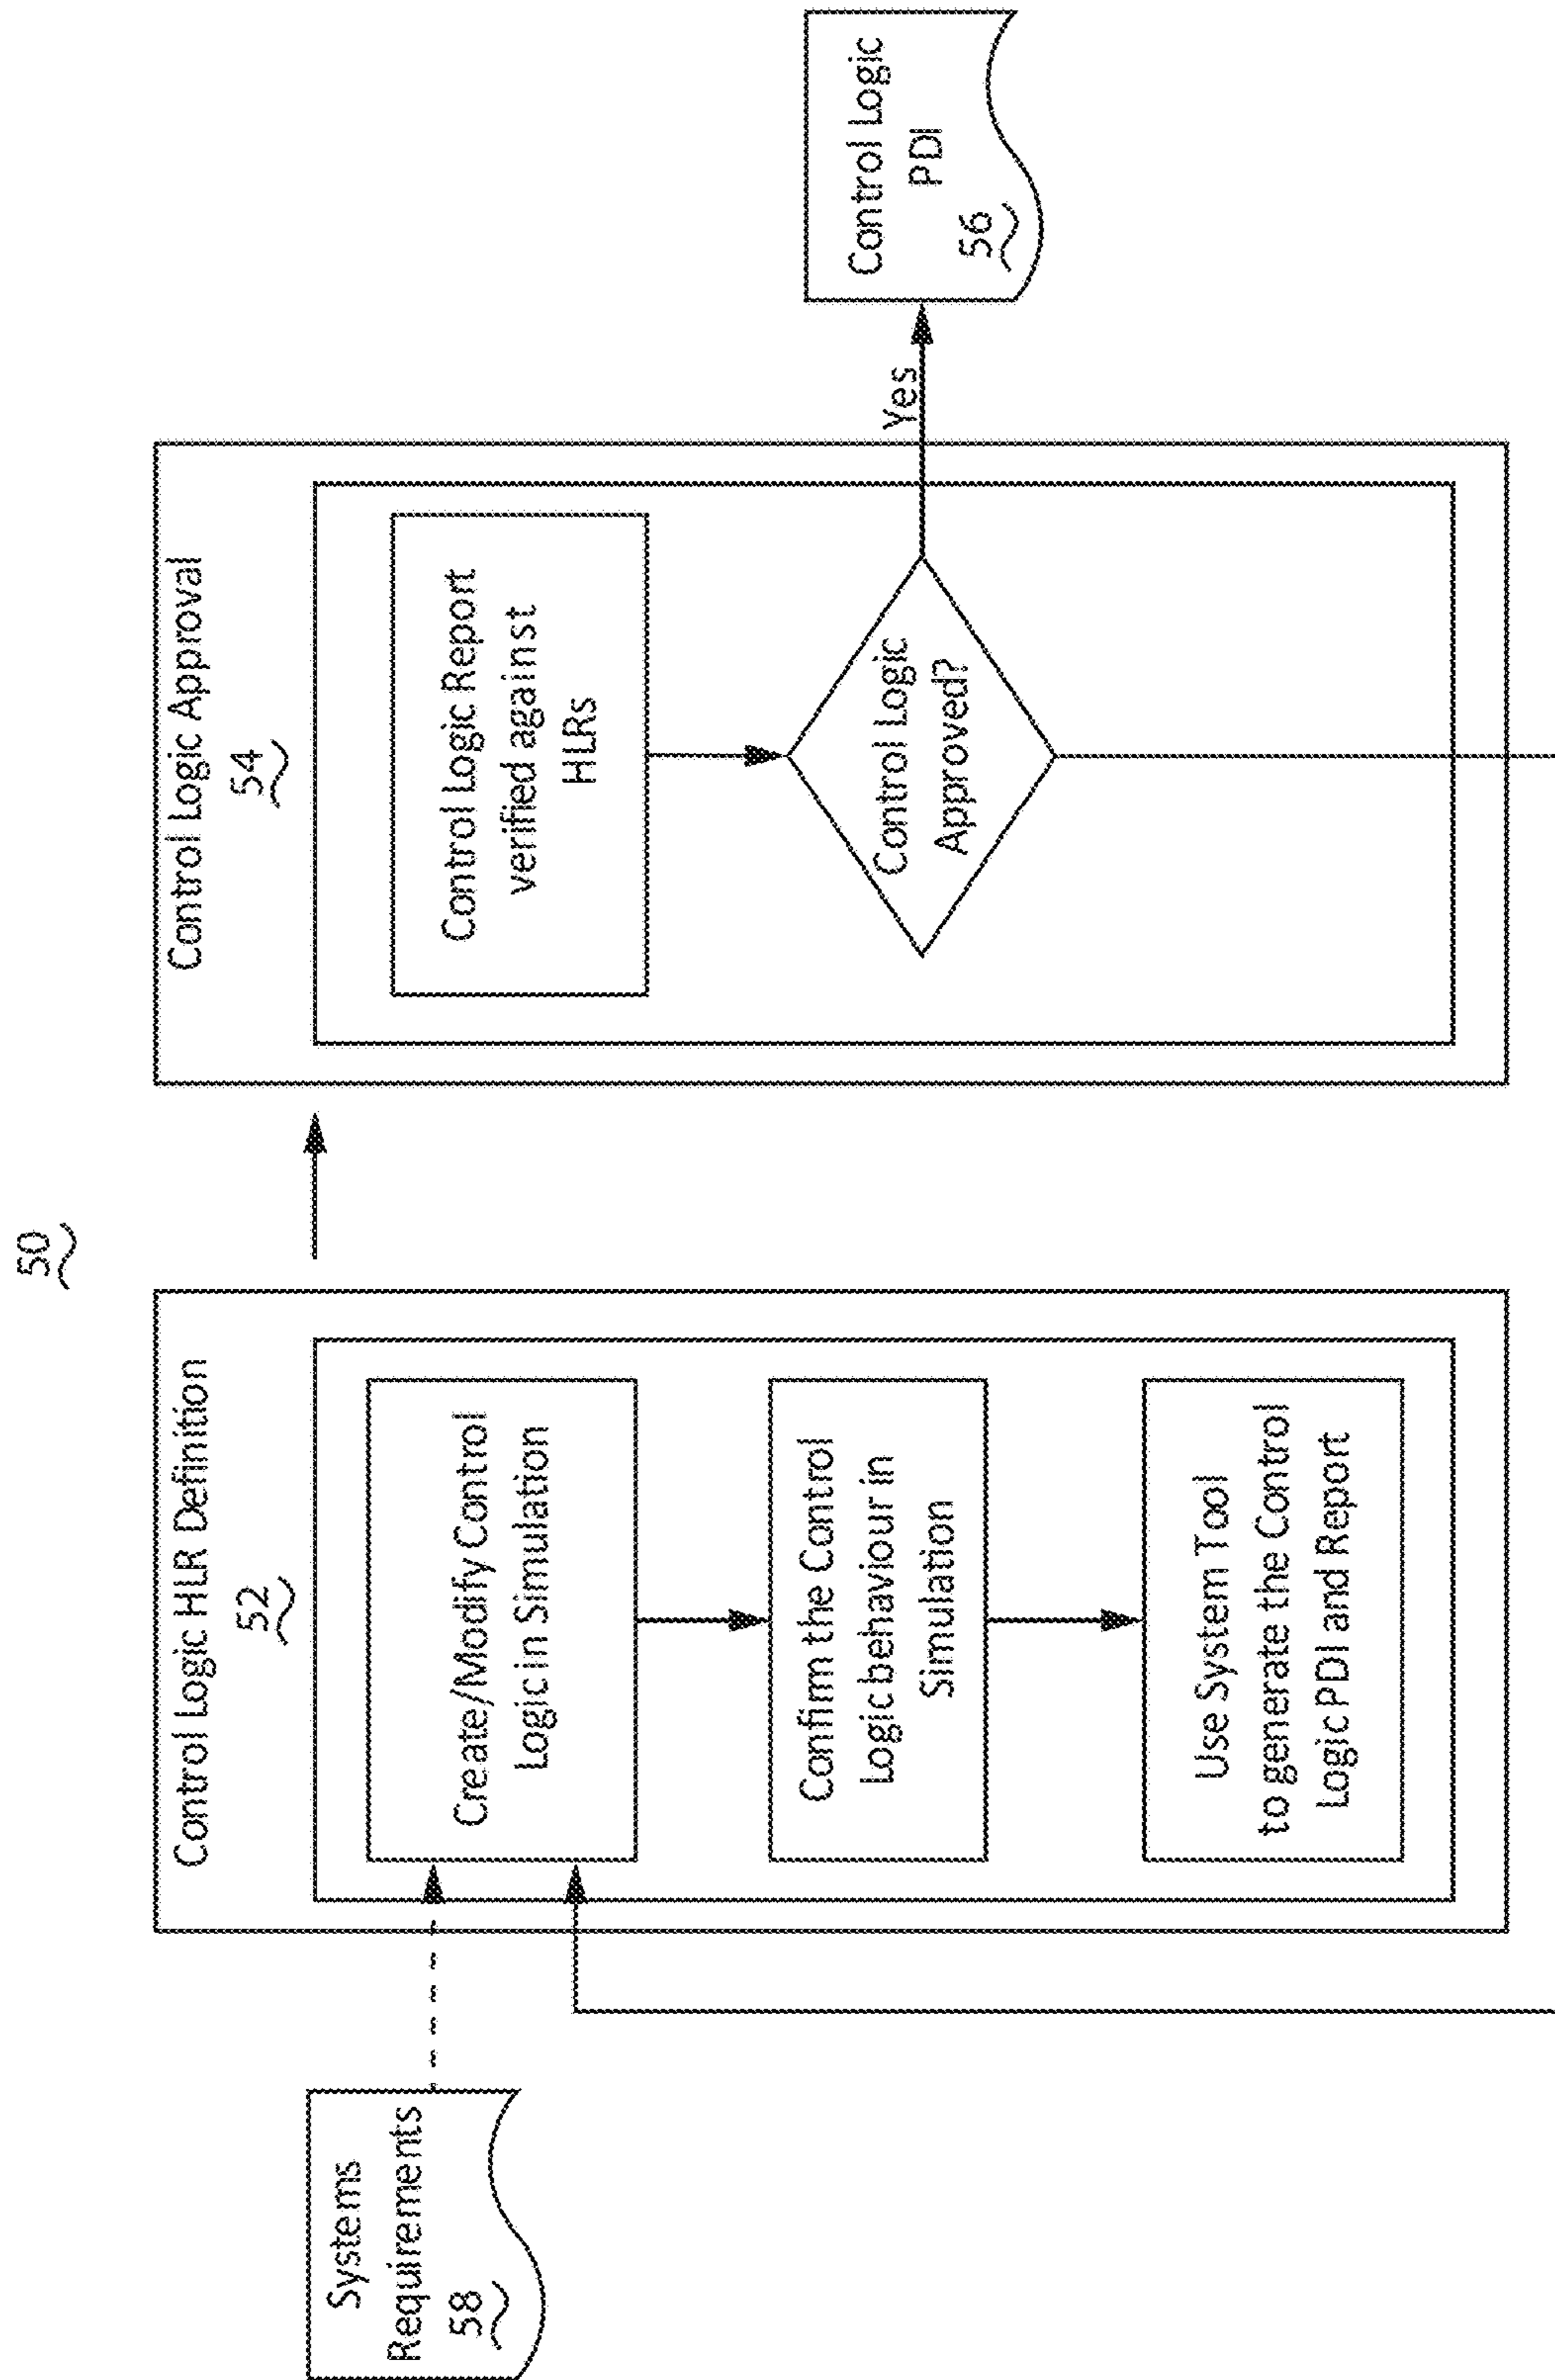 50
Systems
Requirements
58
Control Logic HLR Definition
52
Create/Modify Control
Logic in Simulation
Confirm the Control
Logic behaviour in
Simulation
Use System Tool
to generate the Control
Logic PDI and Report
Control Logic Approval
54
Control Logic Report
verified against
HLRs
Control Logic
Approved?
Yes
Control Logic
PDI
56